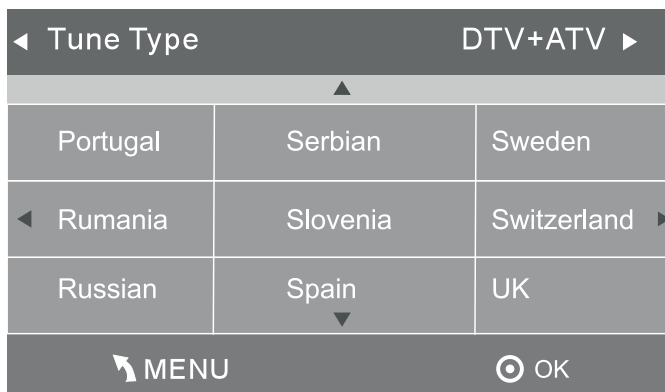 Tune Type DTV+ATV
Portugal Serbian Sweden
Rumania Slovenia Switzerland
Russian Spain UK
MENU OK